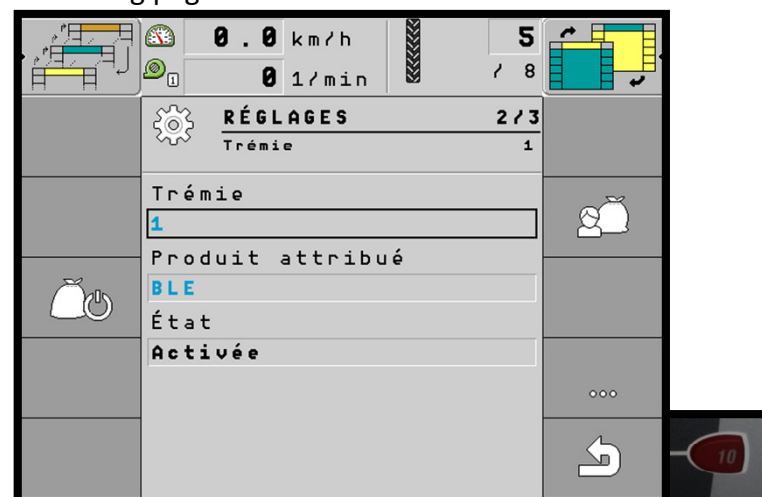 0.0 km/h
5
1
0 1/min
/ 8
RÉGLAGES 2/3
Trémie 1
Trémie
1
Produit attribué
BLE
État
Activée
10